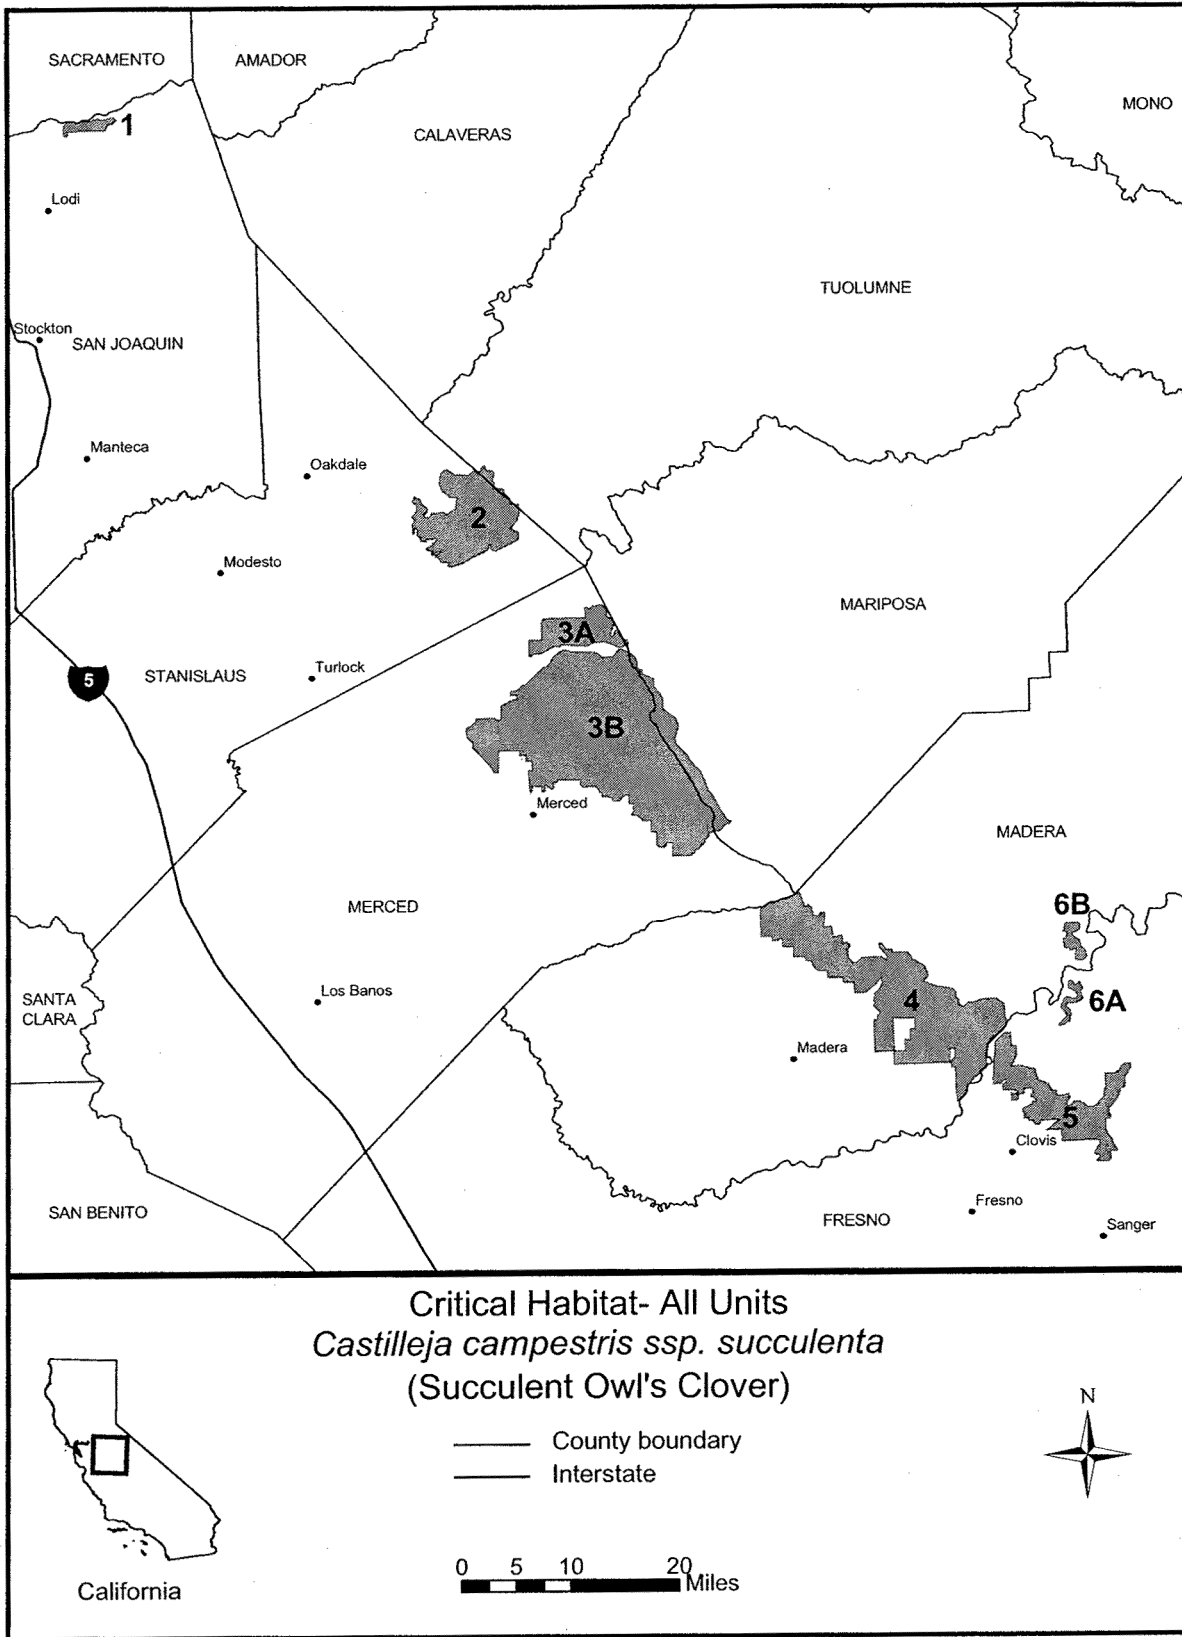 SACRAMENTO
AMADOR
MONO
1
CALAVERAS
Lodi
TUOLUMNE
Stockton
SAN JOAQUIN
Manteca
Oakdale
2
Modesto
MARIPOSA
3A
Turlock
STANISLAUS
5
3B
Merced
MADERA
6B
MERCED
Los Banos
SANTA
CLARA
4
6A
Madera
5
Clovis
Fresno
SAN BENITO
FRESNO
Sanger
Critical Habitat- All Units
Castilleja campestris ssp. succulenta
(Succulent Owl's Clover)
N
County boundary
Interstate
0 5 10 20
Miles
California